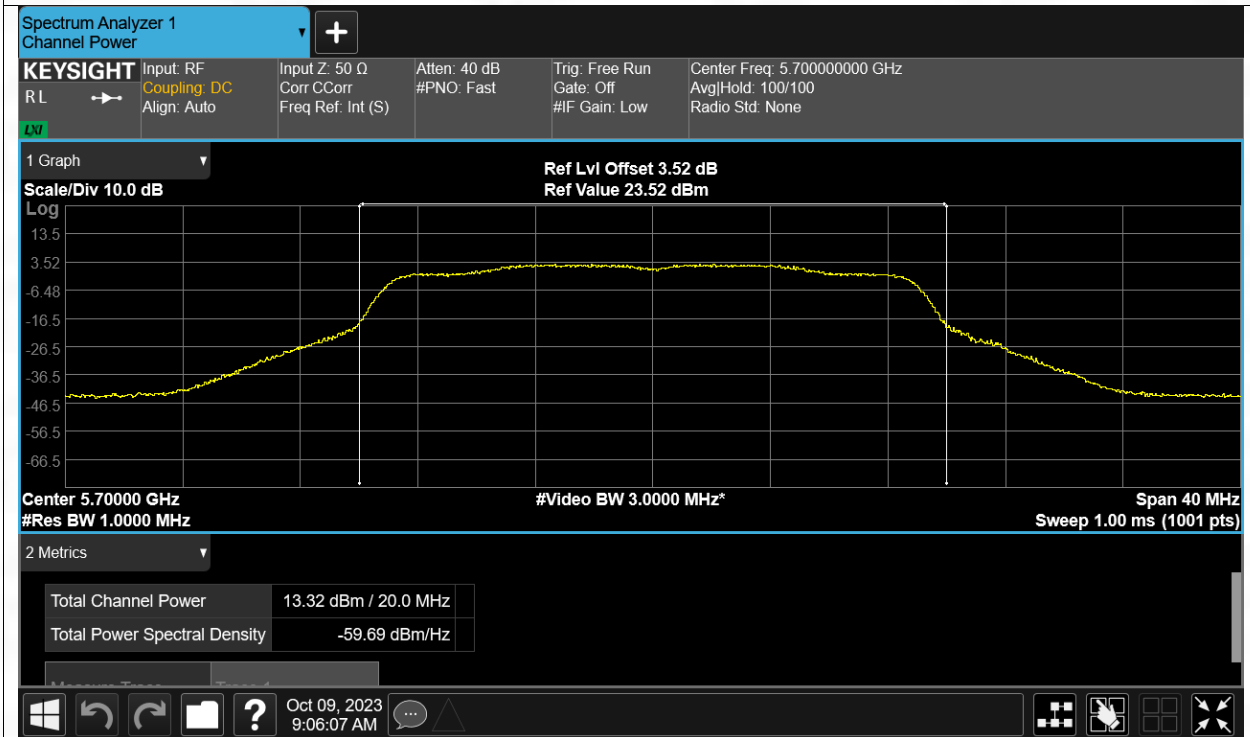 Spectrum Analyzer 1
Channel Power
KEYSIGHT
R L
LXI
Input: RF
Coupling: DC
Align: Auto
Input Z: 50 Ω
Corr CCorr
Freq Ref: Int (S)
Atten: 40 dB
#PNO: Fast
Trig: Free Run
Gate: Off
#IF Gain: Low
Center Freq: 5.700000000 GHz
Avg|Hold: 100/100
Radio Std: None
1 Graph
Scale/Div 10.0 dB
Ref Lvl Offset 3.52 dB
Ref Value 23.52 dBm
Log
13.5
3.52
-6.48
-16.5
-26.5
-36.5
-46.5
-56.5
-66.5
Center 5.70000 GHz
#Res BW 1.0000 MHz
#Video BW 3.0000 MHz*
Span 40 MHz
Sweep 1.00 ms (1001 pts)
2 Metrics
Total Channel Power 13.32 dBm / 20.0 MHz
Total Power Spectral Density -59.69 dBm/Hz
Measure Trace Trace 1
?
Oct 09, 2023
9:06:07 AM